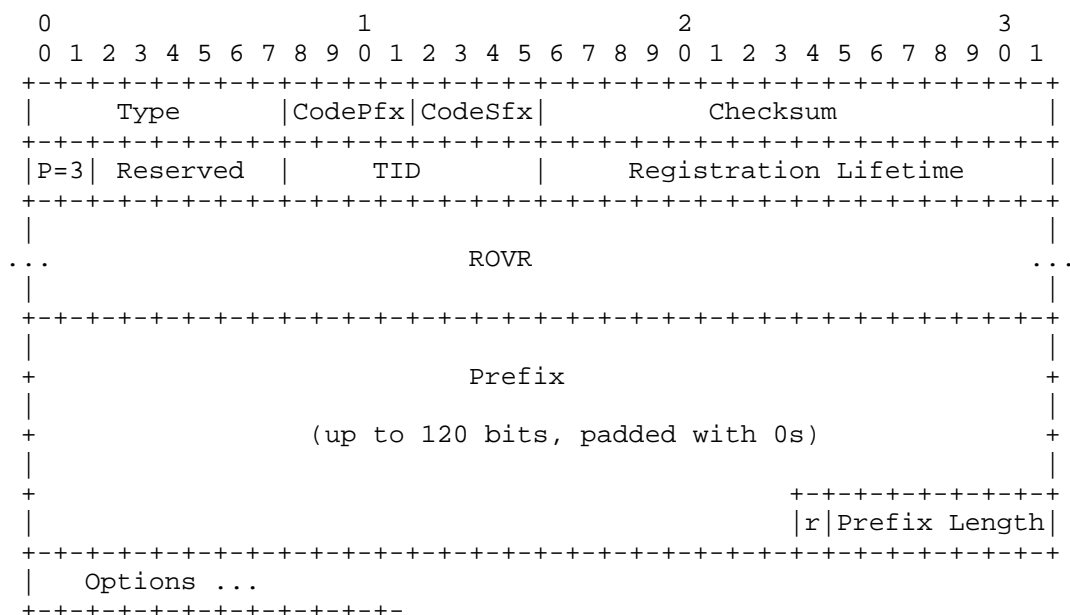 0                   1                   2                   3
 0 1 2 3 4 5 6 7 8 9 0 1 2 3 4 5 6 7 8 9 0 1 2 3 4 5 6 7 8 9 0 1
+-+-+-+-+-+-+-+-+-+-+-+-+-+-+-+-+-+-+-+-+-+-+-+-+-+-+-+-+-+-+-+-+
|     Type      |CodePfx|CodeSfx|          Checksum             |
+-+-+-+-+-+-+-+-+-+-+-+-+-+-+-+-+-+-+-+-+-+-+-+-+-+-+-+-+-+-+-+-+
|P=3| Reserved  |     TID       |     Registration Lifetime     |
+-+-+-+-+-+-+-+-+-+-+-+-+-+-+-+-+-+-+-+-+-+-+-+-+-+-+-+-+-+-+-+-+
|                                                               |
...                         ROVR                               ...
|                                                               |
+-+-+-+-+-+-+-+-+-+-+-+-+-+-+-+-+-+-+-+-+-+-+-+-+-+-+-+-+-+-+-+-+
|                                                               |
+                           Prefix                              +
|                                                               |
+                 (up to 120 bits, padded with 0s)              +
|                                                               |
+                                               +-+-+-+-+-+-+-+-+
|                                               |r|Prefix Length|
+-+-+-+-+-+-+-+-+-+-+-+-+-+-+-+-+-+-+-+-+-+-+-+-+-+-+-+-+-+-+-+-+
|   Options ...
+-+-+-+-+-+-+-+-+-+-+-+-